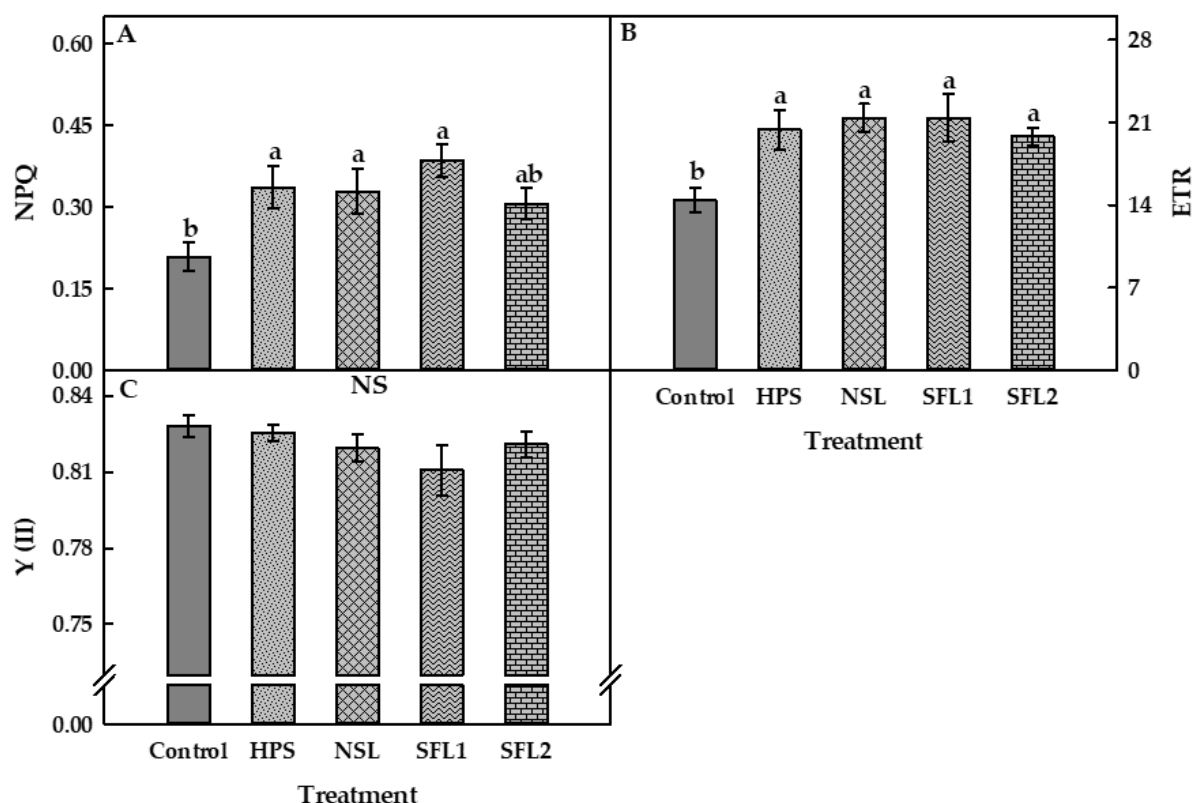 A
0.60
0.45
0.30
0.15
0.00
NPQ
b
a
a
a
ab
B
28
21
14
7
0
ETR
b
a
a
a
a
Control HPS NSL SFL1 SFL2
Treatment
C
NS
0.84
0.81
0.78
0.75
0.00
Y (II)
Control HPS NSL SFL1 SFL2
Treatment